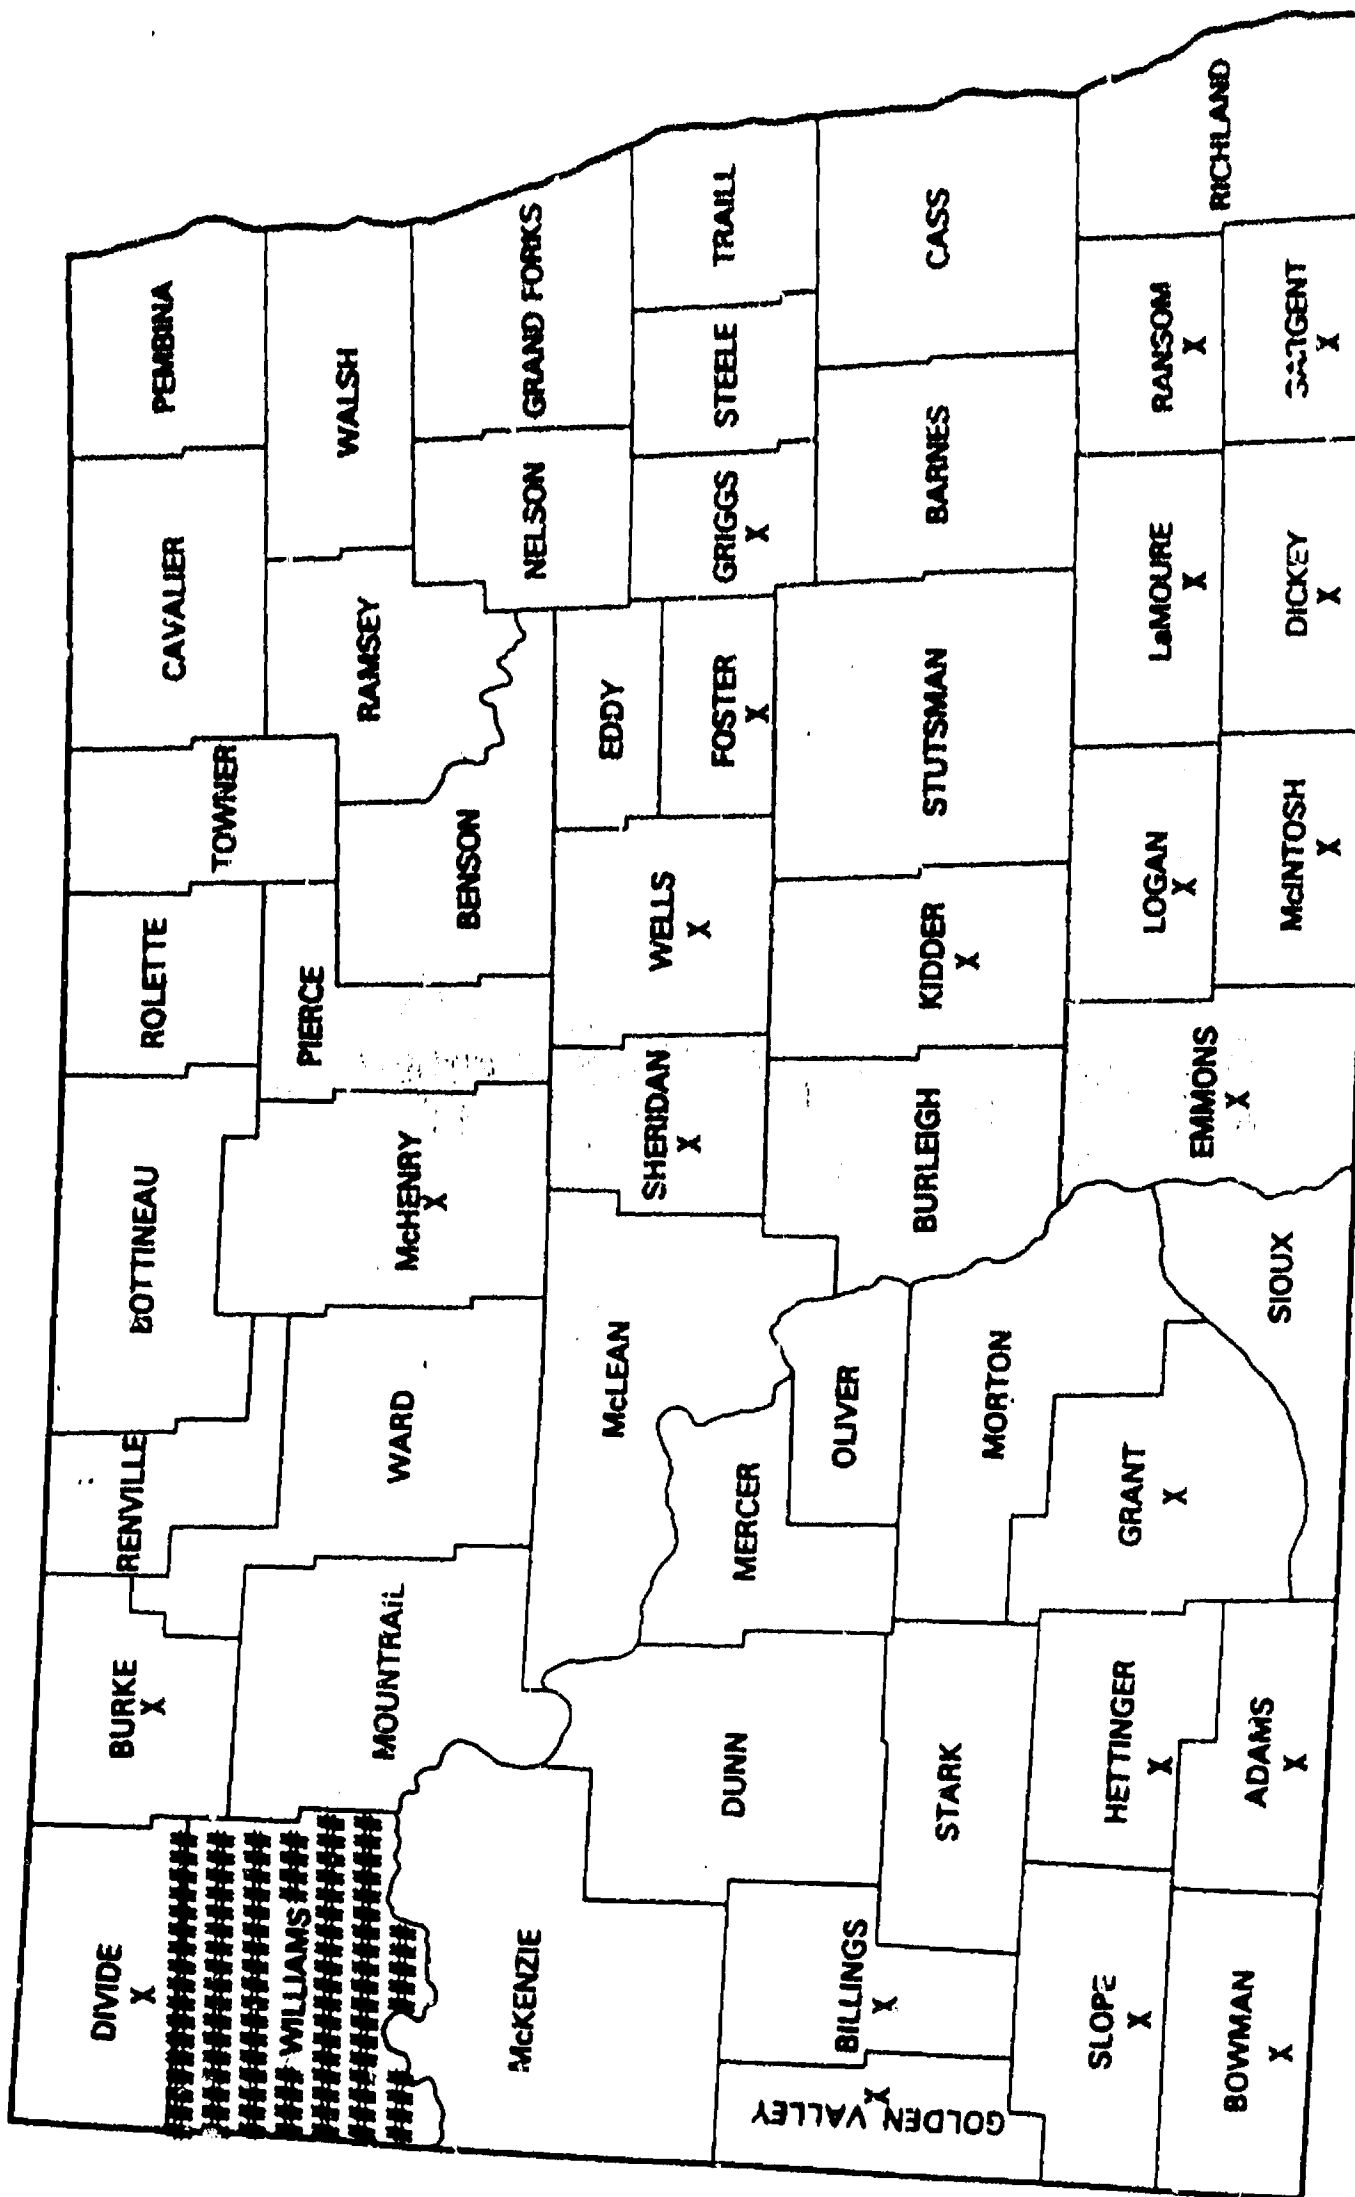 DIVIDE
X
BURKE
X
RENVILLE
BOTTINEAU
ROLETTE
TOWNER
CAVALIER
PEMBINA
WILLIAMS
MOUNTRAIL
WARD
McHENRY
X
PIERCE
BENSON
RAMSEY
WALSH
NELSON
GRAND FORKS
McKENZIE
McLEAN
SHERIDAN
X
WELLS
X
EDDY
FOSTER
X
GRIGGS
X
STEELE
TRAILL
DUNN
MERCER
OLIVER
BURLEIGH
KIDDER
X
STUTSMAN
BARNES
CASS
GOLDEN VALLEY
X
BILLINGS
X
STARK
MORTON
SLOPE
X
HETTINGER
X
GRANT
X
EMMONS
X
LOGAN
X
LaMOURE
X
RANSOM
X
RICHLAND
BOWMAN
X
ADAMS
X
SIOUX
McINTOSH
X
DICKEY
X
SARGENT
X